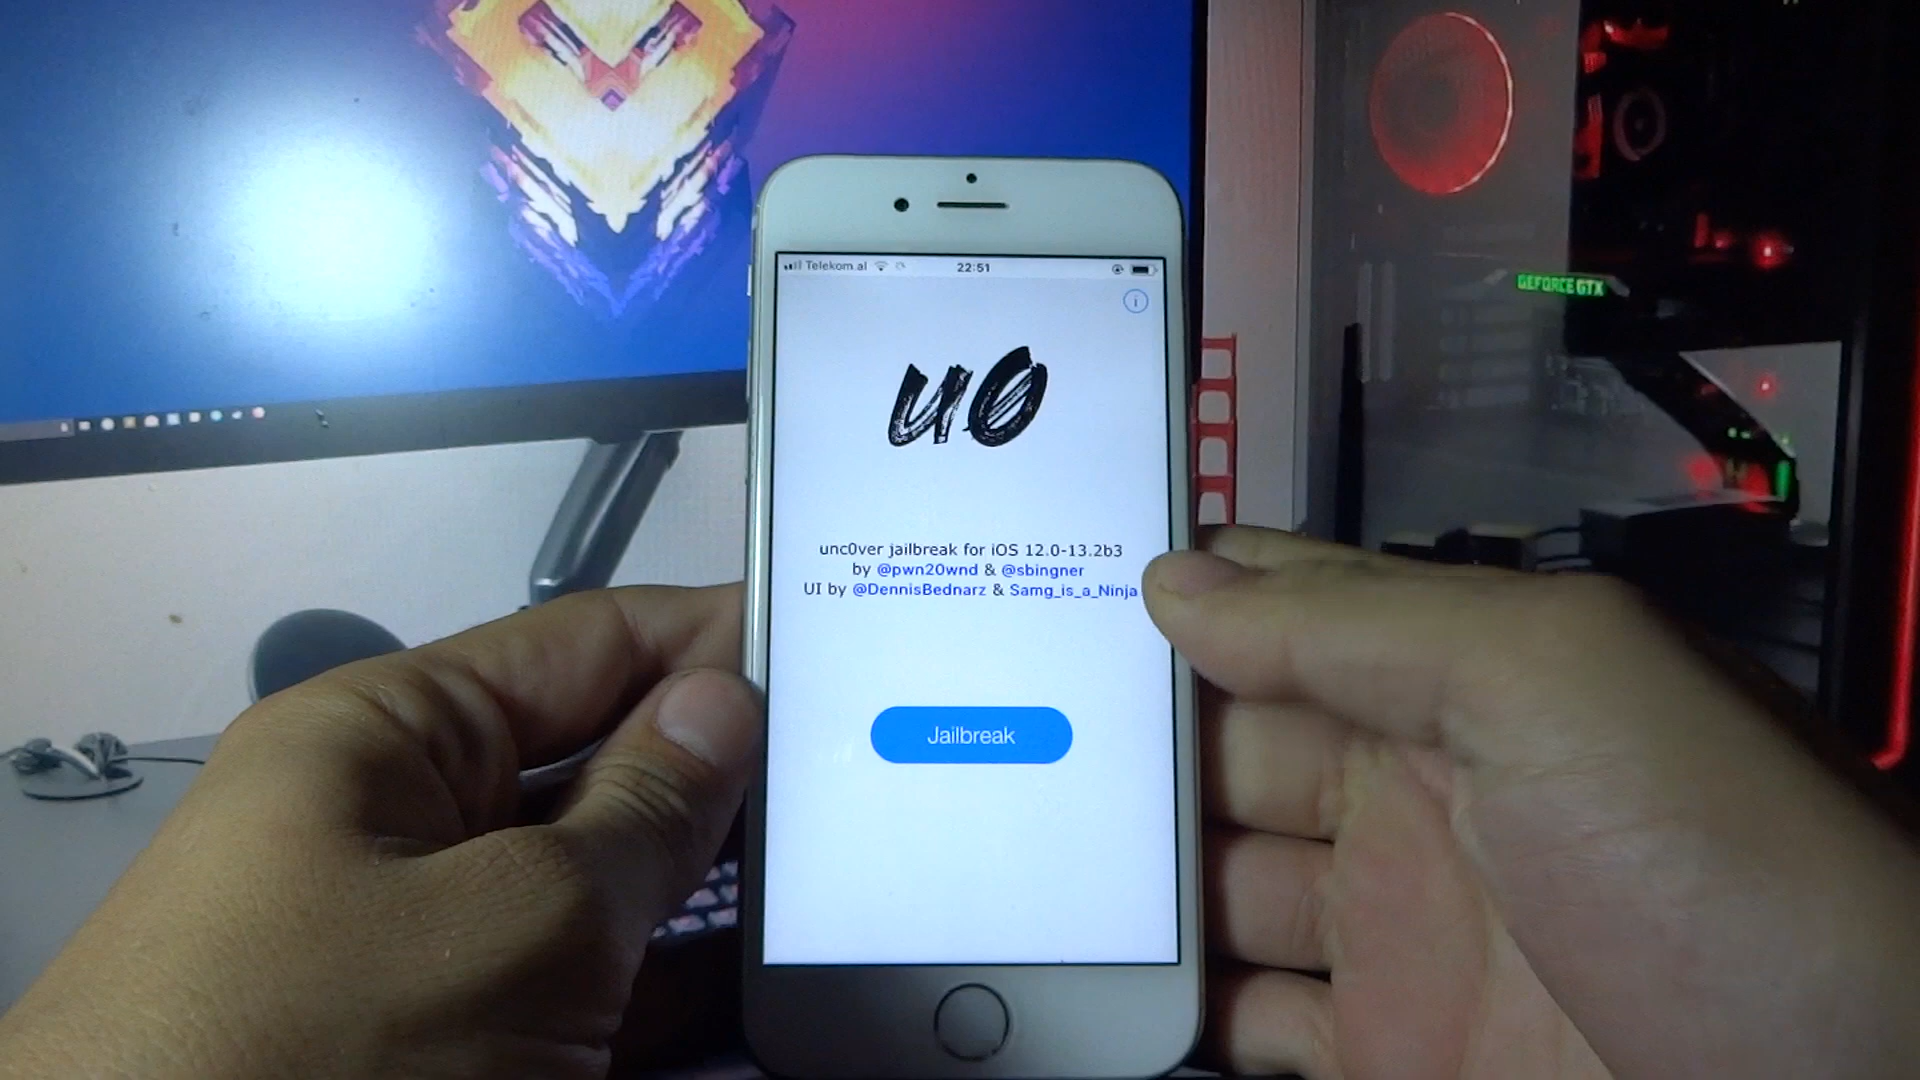 Telekom.al
22:51
u0
unc0ver jailbreak for iOS 12.0-13.2b3
by @pwn20wnd & @sbingner
UI by @DennisBednarz & Samg_is_a_Ninja
Jailbreak
GEFORCE GTX